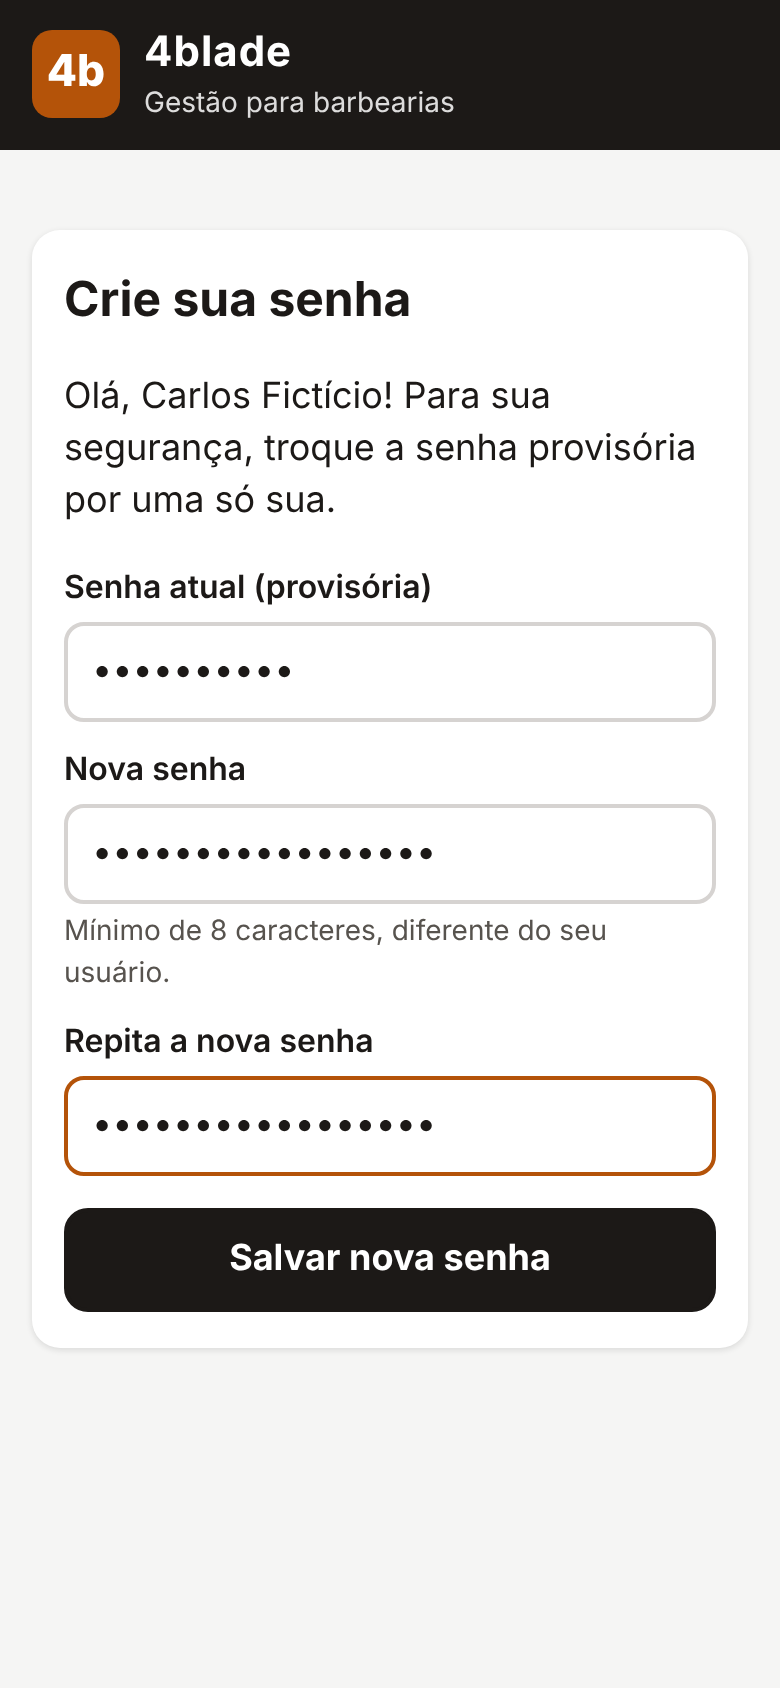 4b
4blade
Gestão para barbearias
Crie sua senha
Olá, Carlos Fictício! Para sua
segurança, troque a senha provisória
por uma só sua.
Senha atual (provisória)
••••••••••
Nova senha
•••••••••••••••••
Mínimo de 8 caracteres, diferente do seu
usuário.
Repita a nova senha
•••••••••••••••••
Salvar nova senha